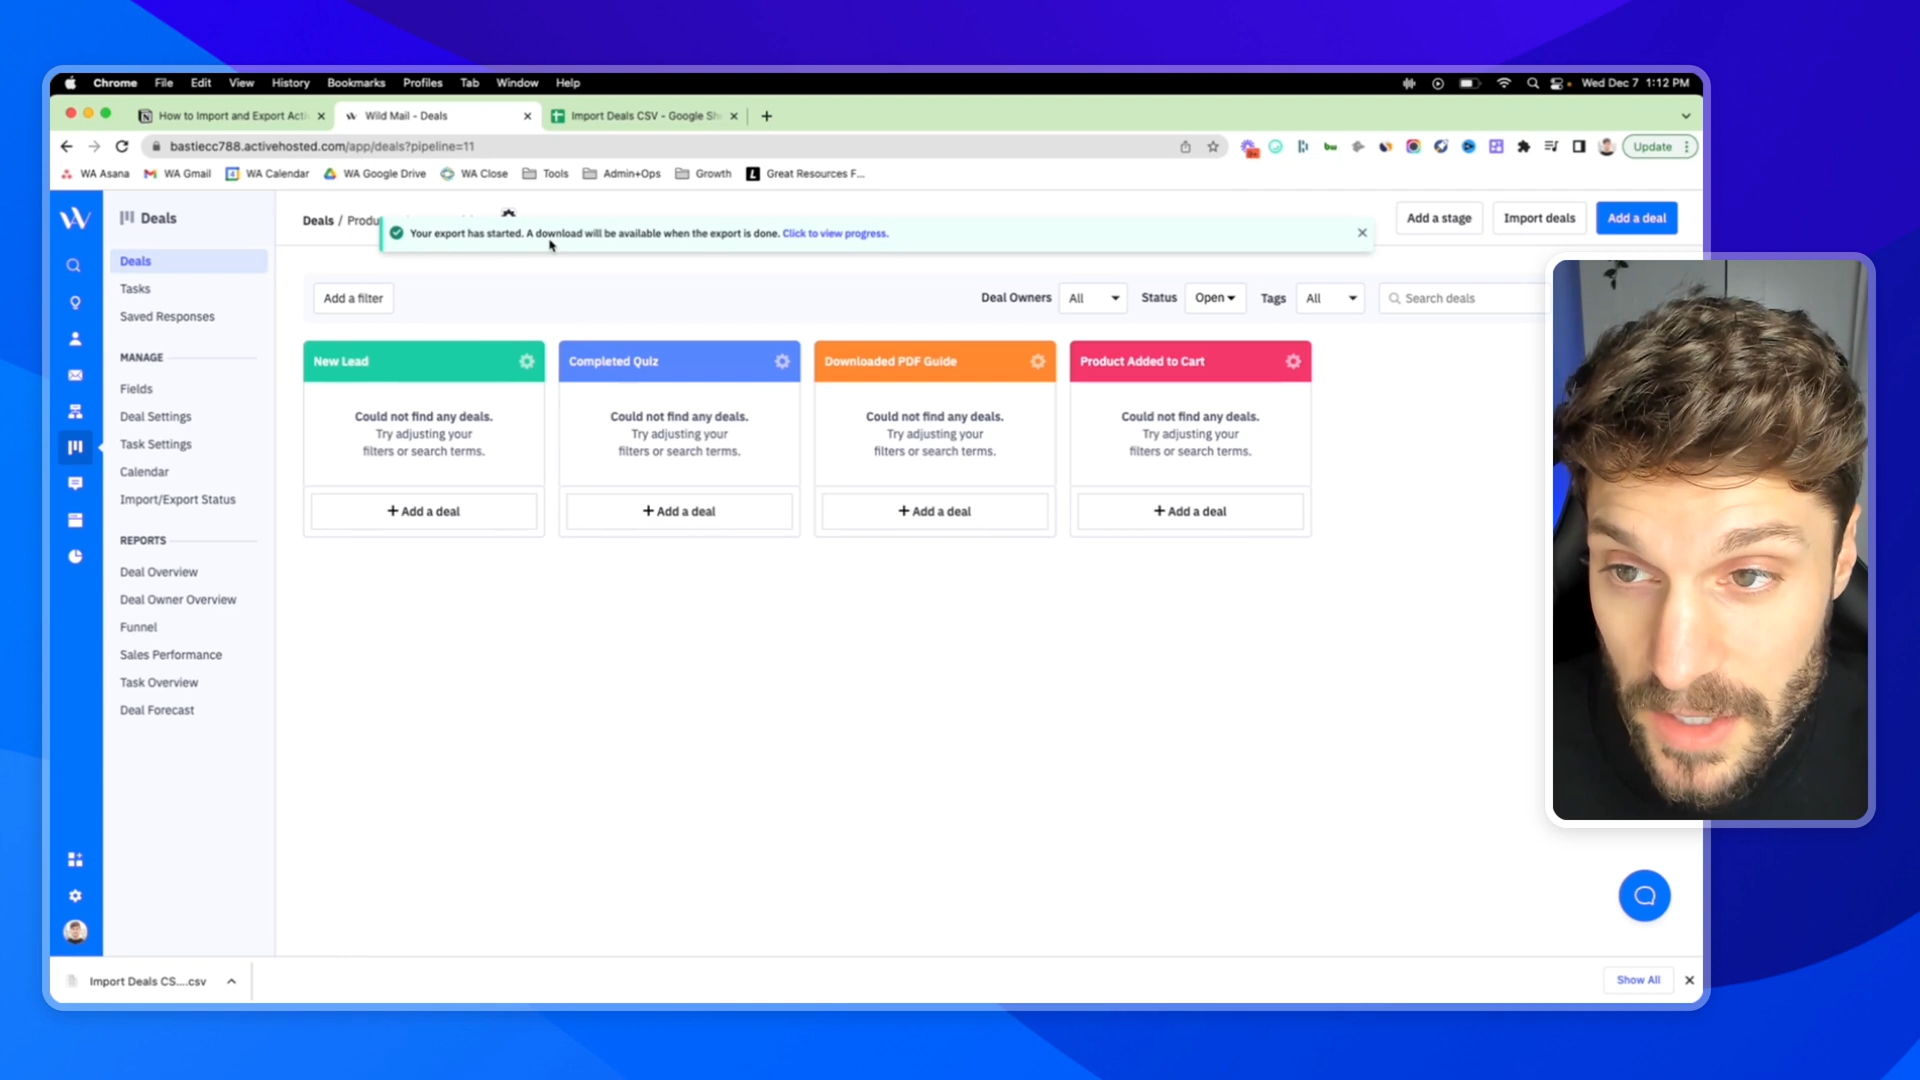 Chrome File Edit View History Bookmarks Profiles Tab Window Help Wed Dec 7 1:12 PM
How to Import and Export Acti Wild Mail - Deals Import Deals CSV - Google She
bastiecc788.activehosted.com/app/deals?pipeline=11 Update
WA Asana WA Gmail WA Calendar WA Google Drive WA Close Tools Admin+Ops Growth Great Resources F...
Deals
Deals
Tasks
Saved Responses
MANAGE
Fields
Deal Settings
Task Settings
Calendar
Import/Export Status
REPORTS
Deal Overview
Deal Owner Overview
Funnel
Sales Performance
Task Overview
Deal Forecast
Deals / Produ
Add a stage Import deals Add a deal
Your export has started. A download will be available when the export is done. Click to view progress.
Add a filter Deal Owners All Status Open Tags All Search deals
New Lead
Could not find any deals.
Try adjusting your
filters or search terms.
+ Add a deal
Completed Quiz
Could not find any deals.
Try adjusting your
filters or search terms.
+ Add a deal
Downloaded PDF Guide
Could not find any deals.
Try adjusting your
filters or search terms.
+ Add a deal
Product Added to Cart
Could not find any deals.
Try adjusting your
filters or search terms.
+ Add a deal
Import Deals CS....csv Show All